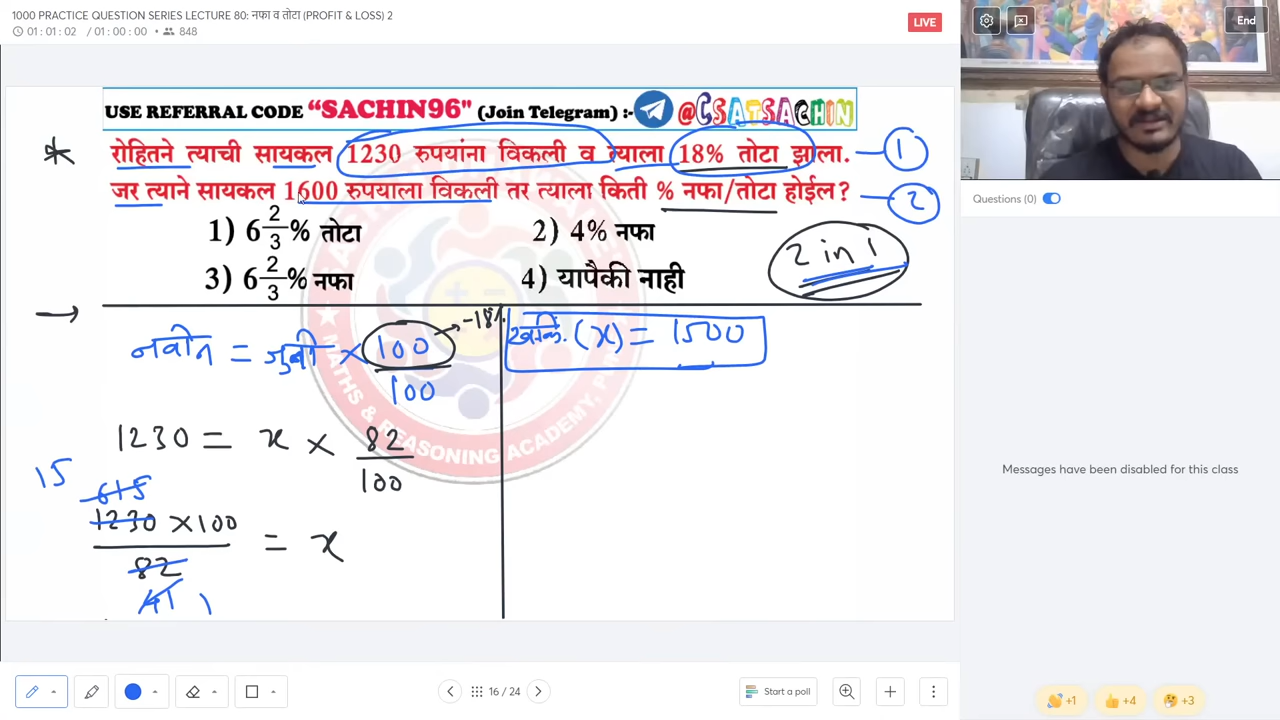 1000 PRACTICE QUESTION SERIES LECTURE 80: नफा व तोटा (PROFIT & LOSS) 2
01 : 01 : 02 / 01 : 00 : 00 • 848
LIVE
End
USE REFERRAL CODE “SACHIN96” (Join Telegram) :- @CSATSACHIN
रोहितने त्याची सायकल 1230 रुपयांना विकली व त्याला 18% तोटा झाला. — 1
जर त्याने सायकल 1600 रुपयाला विकली तर त्याला किती % नफा/तोटा होईल? — 2
1) 6 2/3 % तोटा 2) 4% नफा
3) 6 2/3 % नफा 4) यापैकी नाही
2 in 1
नवीन = जुनी × 100/100 → -18%
(x) = 1500
1230 = x × 82/100
15
615
1230 × 100 / 82 = x
41 1
MATHS & REASONING ACADEMY, P
Questions (0)
Messages have been disabled for this class
16 / 24
Start a poll
+1 +4 +3